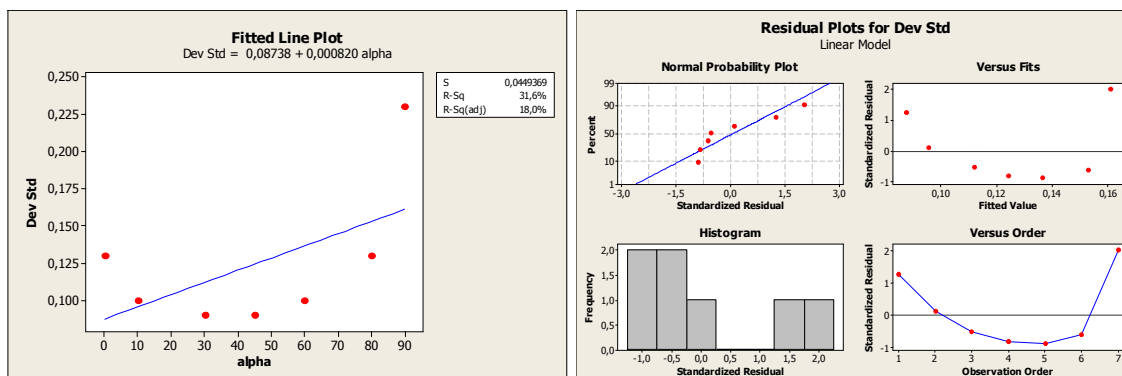 Fitted Line Plot
Dev Std = 0,08738 + 0,000820 alpha
S 0,0449369
R-Sq 31,6%
R-Sq(adj) 18,0%
0,250
0,225
0,200
0,175
0,150
0,125
0,100
Dev Std
0 10 20 30 40 50 60 70 80 90
alpha
Residual Plots for Dev Std
Linear Model
Normal Probability Plot
99
90
50
10
1
Percent
-3,0 -1,5 0,0 1,5 3,0
Standardized Residual
Versus Fits
2
1
0
-1
Standardized Residual
0,10 0,12 0,14 0,16
Fitted Value
Histogram
2,0
1,5
1,0
0,5
0,0
Frequency
-1,0 -0,5 0,0 0,5 1,0 1,5 2,0
Standardized Residual
Versus Order
2
1
0
-1
Standardized Residual
1 2 3 4 5 6 7
Observation Order